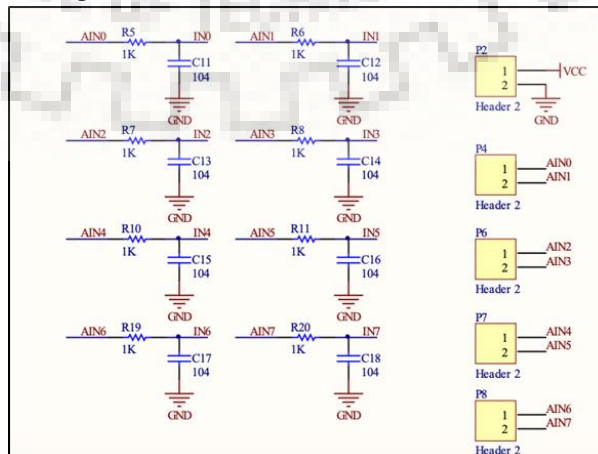 AIN0 R5 IN0
1K
C11
104
GND
AIN1 R6 IN1
1K
C12
104
GND
AIN2 R7 IN2
1K
C13
104
GND
AIN3 R8 IN3
1K
C14
104
GND
AIN4 R10 IN4
1K
C15
104
GND
AIN5 R11 IN5
1K
C16
104
GND
AIN6 R19 IN6
1K
C17
104
GND
AIN7 R20 IN7
1K
C18
104
GND
P2
1 VCC
2
GND
Header 2
P4
1 AIN0
2 AIN1
Header 2
P6
1 AIN2
2 AIN3
Header 2
P7
1 AIN4
2 AIN5
Header 2
P8
1 AIN6
2 AIN7
Header 2